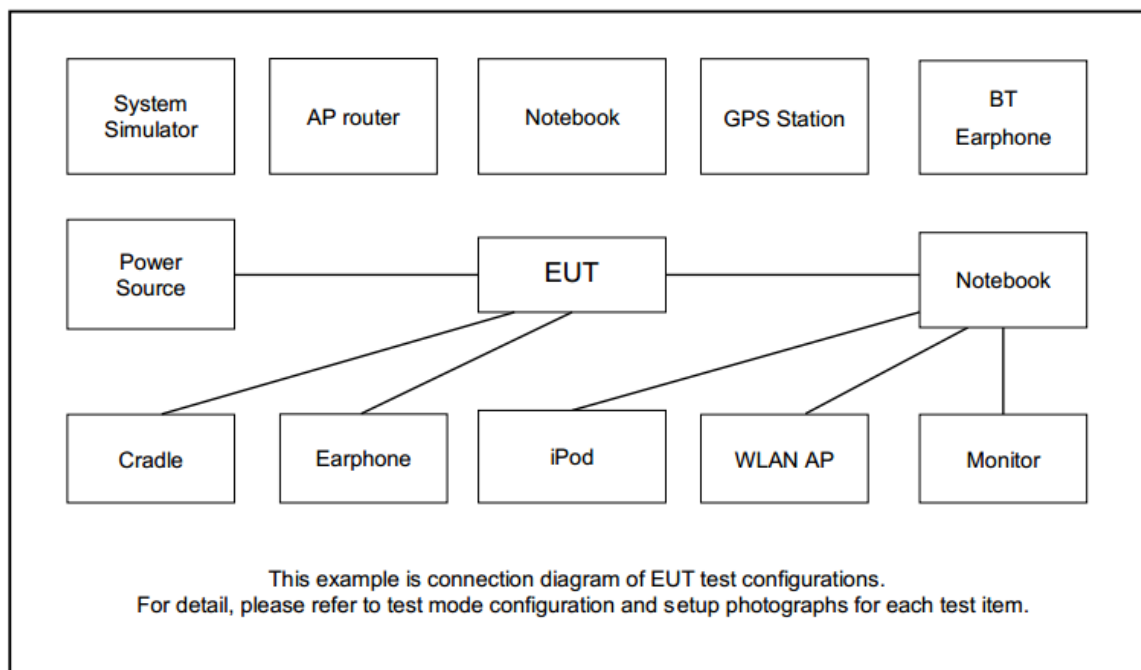 System
Simulator
AP router
Notebook
GPS Station
BT
Earphone
Power
Source
EUT
Notebook
Cradle
Earphone
iPod
WLAN AP
Monitor
This example is connection diagram of EUT test configurations.
For detail, please refer to test mode configuration and setup photographs for each test item.